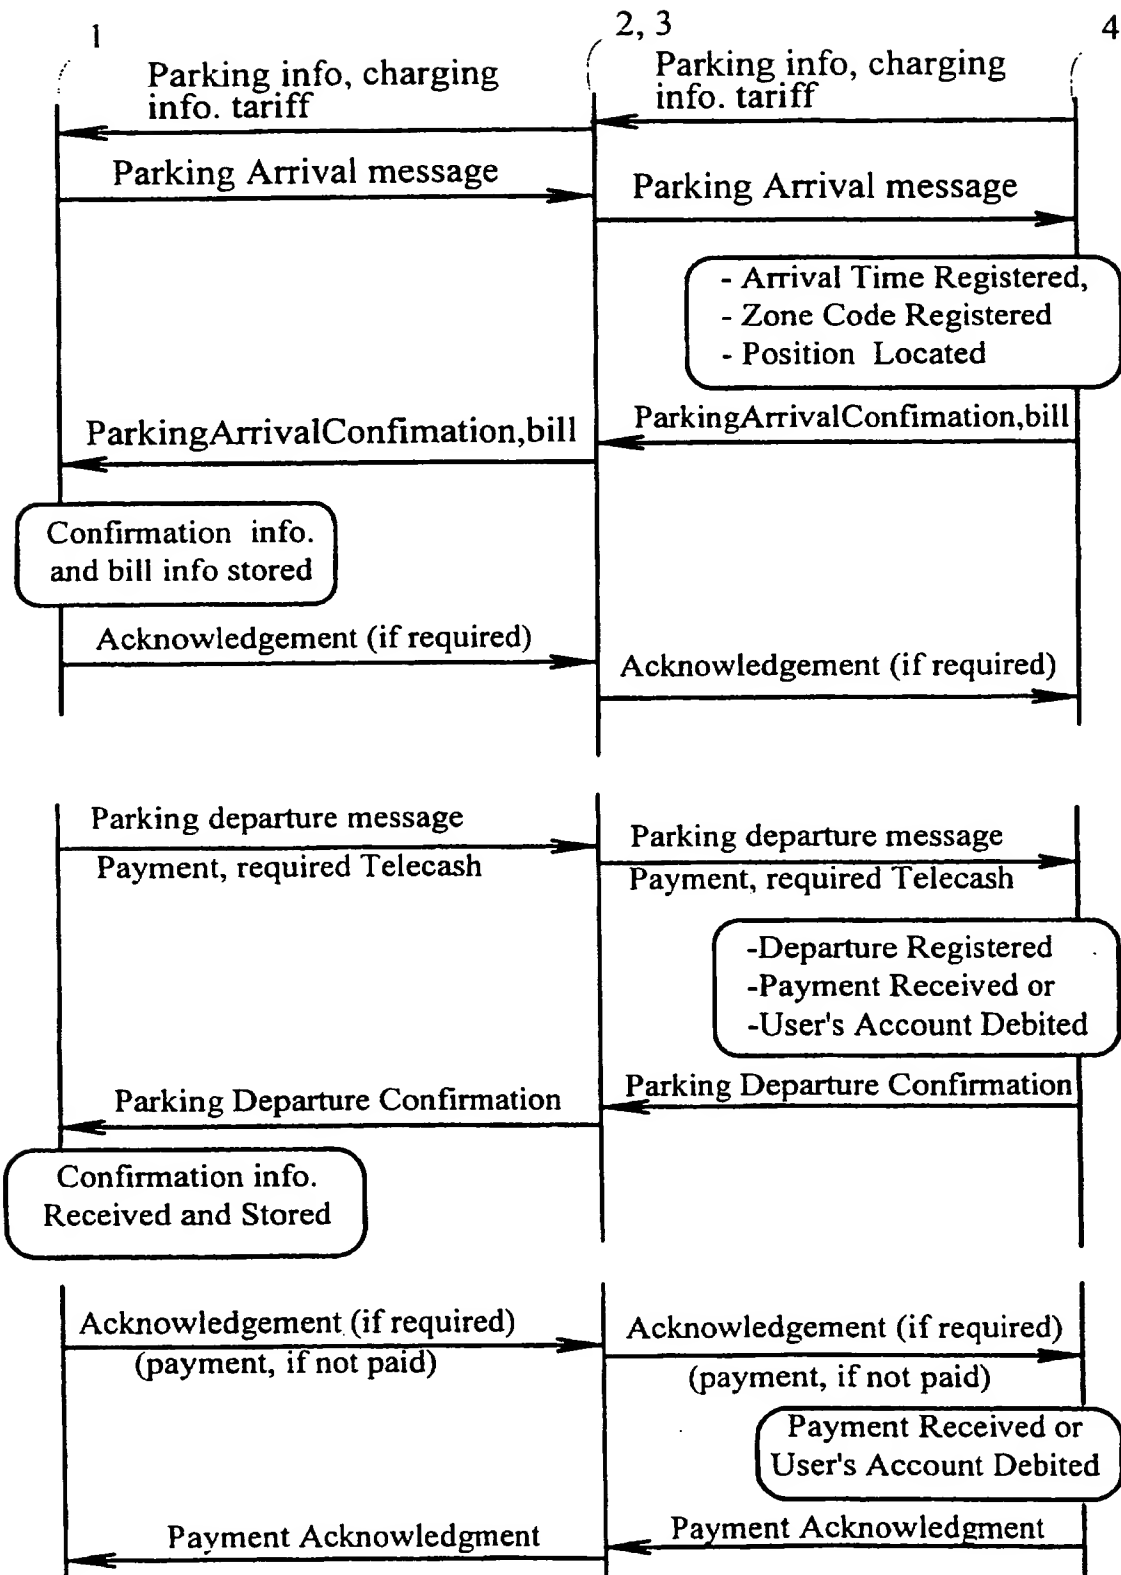 1
2, 3
4
Parking info, charging
info. tariff
Parking info, charging
info. tariff
Parking Arrival message
Parking Arrival message
- Arrival Time Registered,
- Zone Code Registered
- Position Located
ParkingArrivalConfimation,bill
ParkingArrivalConfimation,bill
Confirmation info.
and bill info stored
Acknowledgement (if required)
Acknowledgement (if required)
Parking departure message
Payment, required Telecash
Parking departure message
Payment, required Telecash
-Departure Registered
-Payment Received or
-User's Account Debited
Parking Departure Confirmation
Parking Departure Confirmation
Confirmation info.
Received and Stored
Acknowledgement (if required)
(payment, if not paid)
Acknowledgement (if required)
(payment, if not paid)
Payment Received or
User's Account Debited
Payment Acknowledgment
Payment Acknowledgment